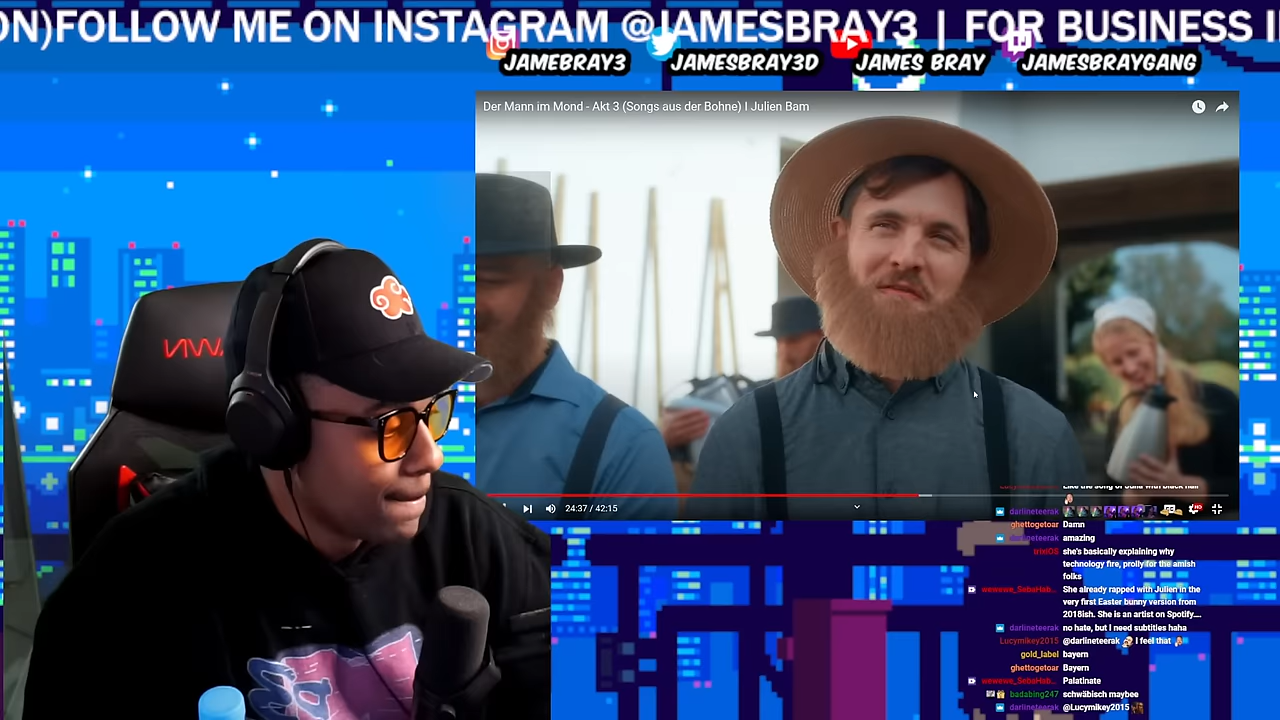 ON)FOLLOW ME ON INSTAGRAM @JAMESBRAY3 | FOR BUSINESS I
JAMEBRAY3
JAMESBRAY3D
JAMES BRAY
JAMESBRAYGANG
Der Mann im Mond - Akt 3 (Songs aus der Bohne) I Julien Bam
24:37 / 42:15
darlineteerak
ghettogetoar Damn
darlineteerak amazing
she's basically explaining why
technology fire, prolly for the amish
folks
She already rapped with Julien in the
very first Easter bunny version from
2018ish. She is an artist on Spotify....
darlineteerak no hate, but I need subtitles haha
Lucymikey2015 @darlineteerak I feel that
gold_label bayern
ghettogetoar Bayern
Palatinate
badabing247 schwäbisch maybee
darlineteerak @Lucymikey2015